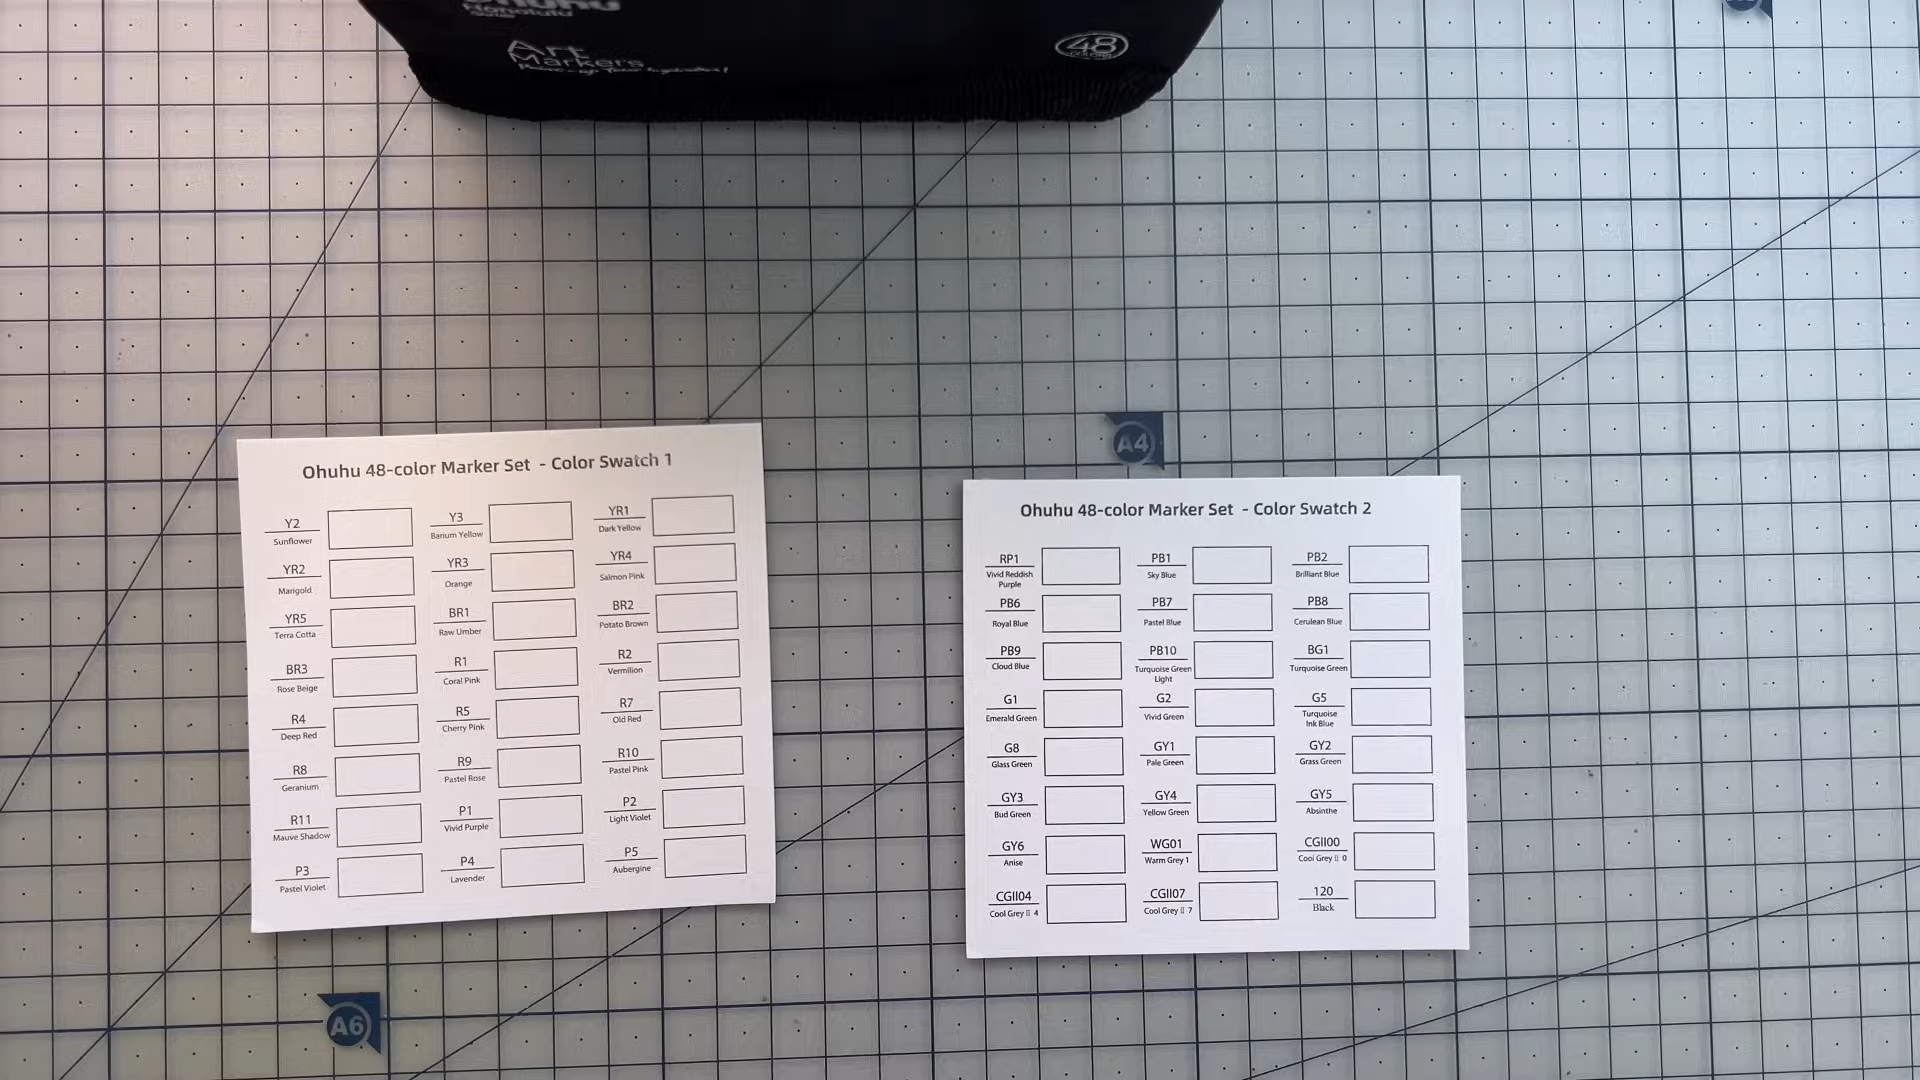 Honolulu
Art
Markers
48
A4
Ohuhu 48-color Marker Set - Color Swatch 1
Y2
Sunflower
Y3
Barium Yellow
YR1
Dark Yellow
YR2
Marigold
YR3
Orange
YR4
Salmon Pink
YR5
Terra Cotta
BR1
Raw Umber
BR2
Potato Brown
BR3
Rose Beige
R1
Coral Pink
R2
Vermilion
R4
Deep Red
R5
Cherry Pink
R7
Old Red
R8
Geranium
R9
Pastel Rose
R10
Pastel Pink
R11
Mauve Shadow
P1
Vivid Purple
P2
Light Violet
P3
Pastel Violet
P4
Lavender
P5
Aubergine
Ohuhu 48-color Marker Set - Color Swatch 2
RP1
Vivid Reddish
Purple
PB1
Sky Blue
PB2
Brilliant Blue
PB6
Royal Blue
PB7
Pastel Blue
PB8
Cerulean Blue
PB9
Cloud Blue
PB10
Turquoise Green
Light
BG1
Turquoise Green
G1
Emerald Green
G2
Vivid Green
G5
Turquoise
Ink Blue
G8
Glass Green
GY1
Pale Green
GY2
Grass Green
GY3
Bud Green
GY4
Yellow Green
GY5
Absinthe
GY6
Anise
WG01
Warm Grey 1
CGII00
Cool Grey II 0
CGII04
Cool Grey II 4
CGII07
Cool Grey II 7
120
Black
A6